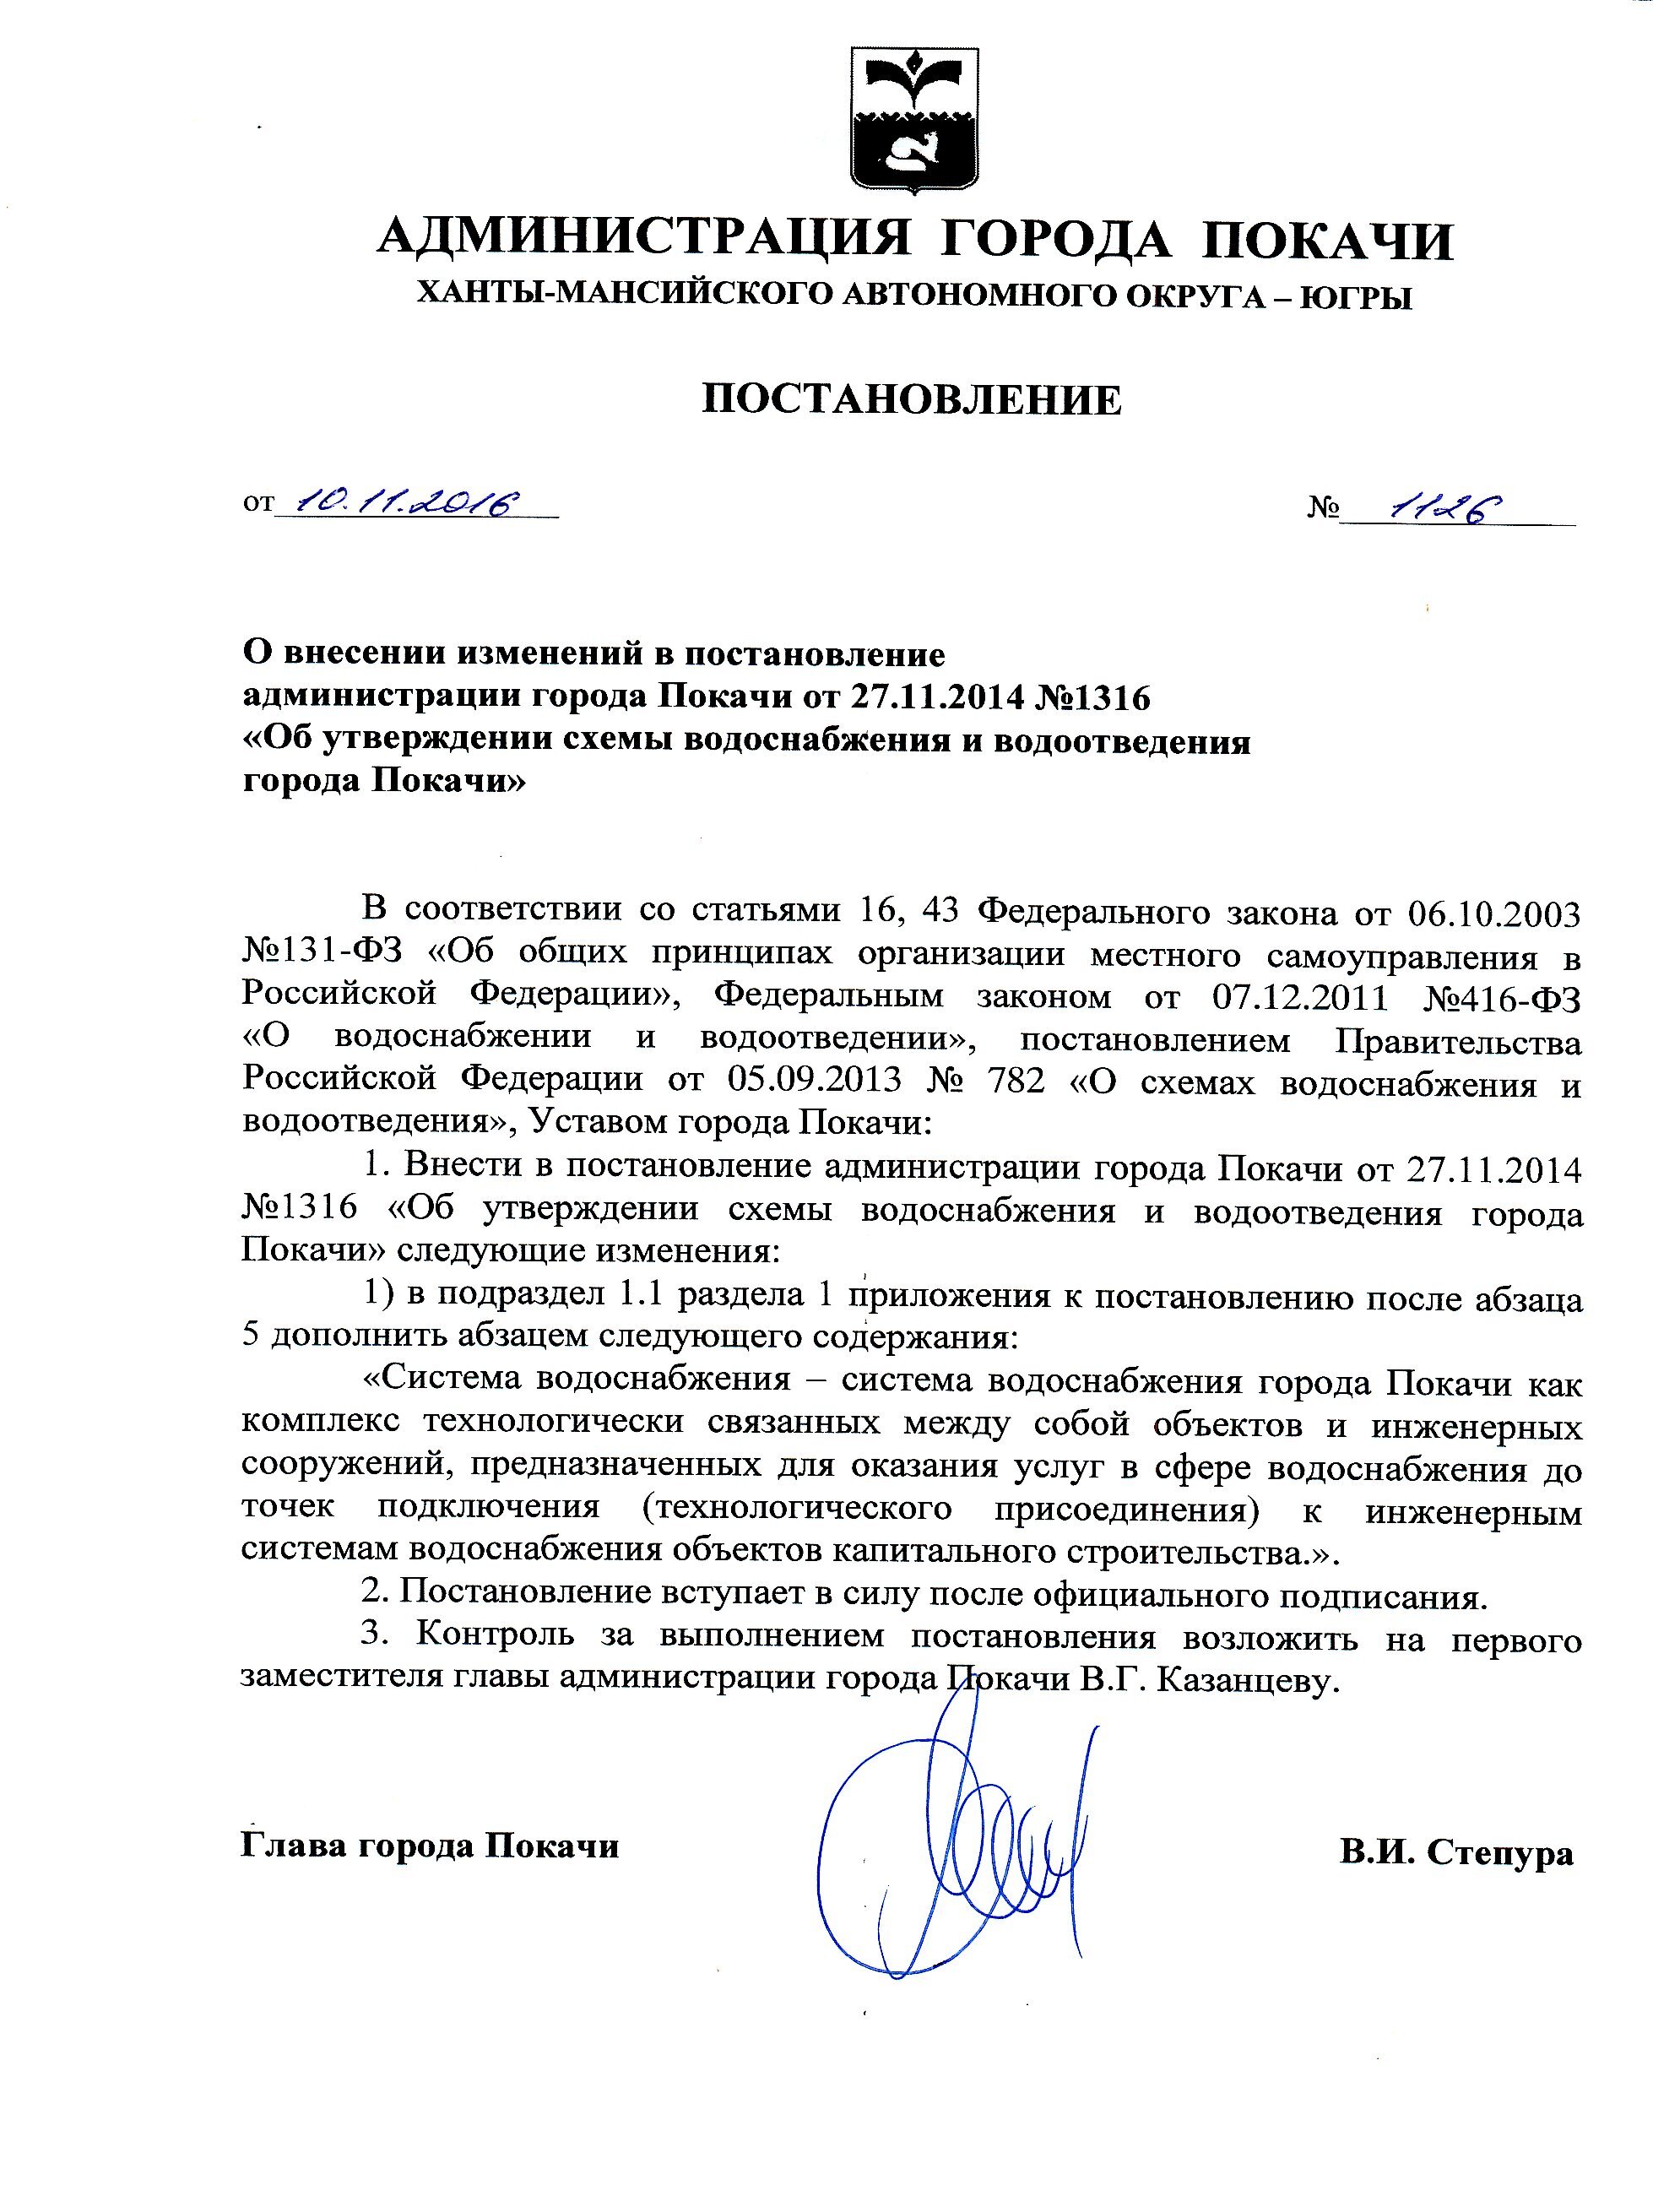 АДМИНИСТРАЦИЯ ГОРОДА ПОКАЧИ
ХАНТЫ-МАНСИЙСКОГО АВТОНОМНОГО ОКРУГА – ЮГРЫ
ПОСТАНОВЛЕНИЕ
от 10.11.2016 № 1126
О внесении изменений в постановление
администрации города Покачи от 27.11.2014 №1316
«Об утверждении схемы водоснабжения и водоотведения
города Покачи»
В соответствии со статьями 16, 43 Федерального закона от 06.10.2003
№131-ФЗ «Об общих принципах организации местного самоуправления в
Российской Федерации», Федеральным законом от 07.12.2011 №416-ФЗ
«О водоснабжении и водоотведении», постановлением Правительства
Российской Федерации от 05.09.2013 № 782 «О схемах водоснабжения и
водоотведения», Уставом города Покачи:
1. Внести в постановление администрации города Покачи от 27.11.2014
№1316 «Об утверждении схемы водоснабжения и водоотведения города
Покачи» следующие изменения:
1) в подраздел 1.1 раздела 1 приложения к постановлению после абзаца
5 дополнить абзацем следующего содержания:
«Система водоснабжения – система водоснабжения города Покачи как
комплекс технологически связанных между собой объектов и инженерных
сооружений, предназначенных для оказания услуг в сфере водоснабжения до
точек подключения (технологического присоединения) к инженерным
системам водоснабжения объектов капитального строительства.».
2. Постановление вступает в силу после официального подписания.
3. Контроль за выполнением постановления возложить на первого
заместителя главы администрации города Покачи В.Г. Казанцеву.
Глава города Покачи В.И. Степура